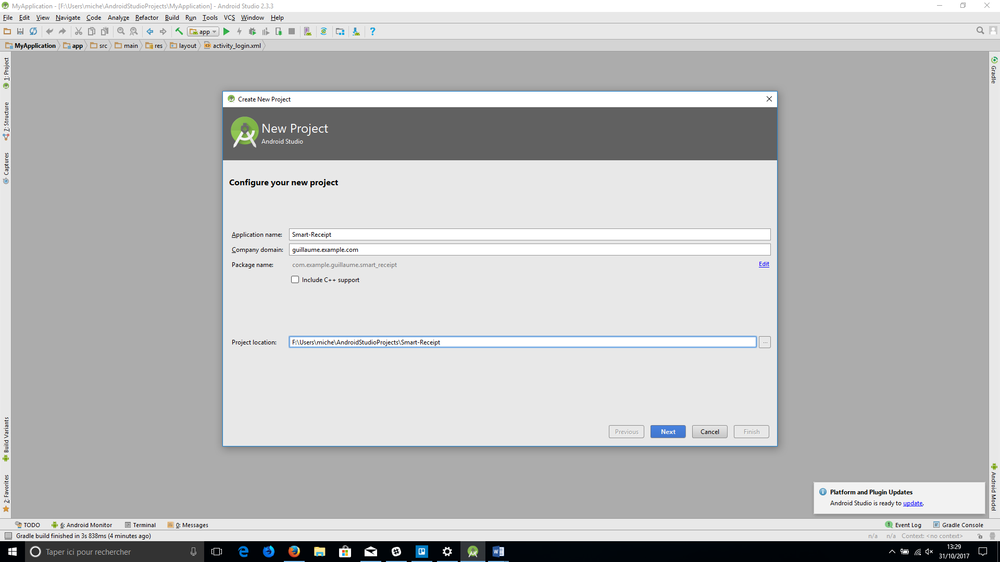 MyApplication - [F:\Users\miche\AndroidStudioProjects\MyApplication] - Android Studio 2.3.3
File Edit View Navigate Code Analyze Refactor Build Run Tools VCS Window Help
app
MyApplication app src main res layout activity_login.xml
1: Project
7: Structure
Captures
Build Variants
2: Favorites
Gradle
Android Model
Create New Project
New Project
Android Studio
Configure your new project
Application name: Smart-Receipt
Company domain: guillaume.example.com
Package name: com.example.guillaume.smart_receipt Edit
Include C++ support
Project location: F:\Users\miche\AndroidStudioProjects\Smart-Receipt ...
Previous Next Cancel Finish
Platform and Plugin Updates
Android Studio is ready to update.
TODO 6: Android Monitor Terminal 0: Messages 1 Event Log Gradle Console
Gradle build finished in 3s 838ms (4 minutes ago) n/a n/a Context: <no context>
Taper ici pour rechercher
13:29
31/10/2017